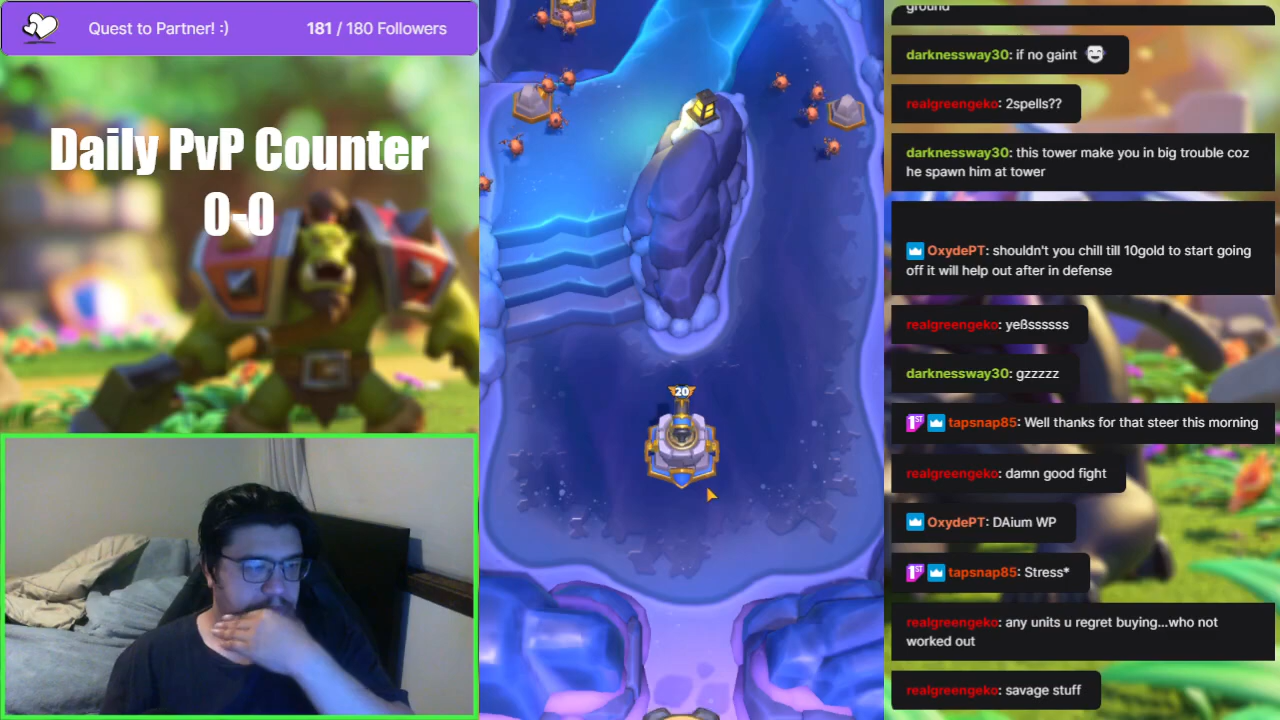 Quest to Partner! :)
181 / 180 Followers
Daily PvP Counter
0-0
20
ground
darknessway30: if no gaint
realgreengeko: 2spells??
darknessway30: this tower make you in big trouble coz
he spawn him at tower
OxydePT: shouldn't you chill till 10gold to start going
off it will help out after in defense
realgreengeko: yeßssssss
darknessway30: gzzzzz
1ST tapsnap85: Well thanks for that steer this morning
realgreengeko: damn good fight
OxydePT: DAium WP
1ST tapsnap85: Stress*
realgreengeko: any units u regret buying...who not
worked out
realgreengeko: savage stuff